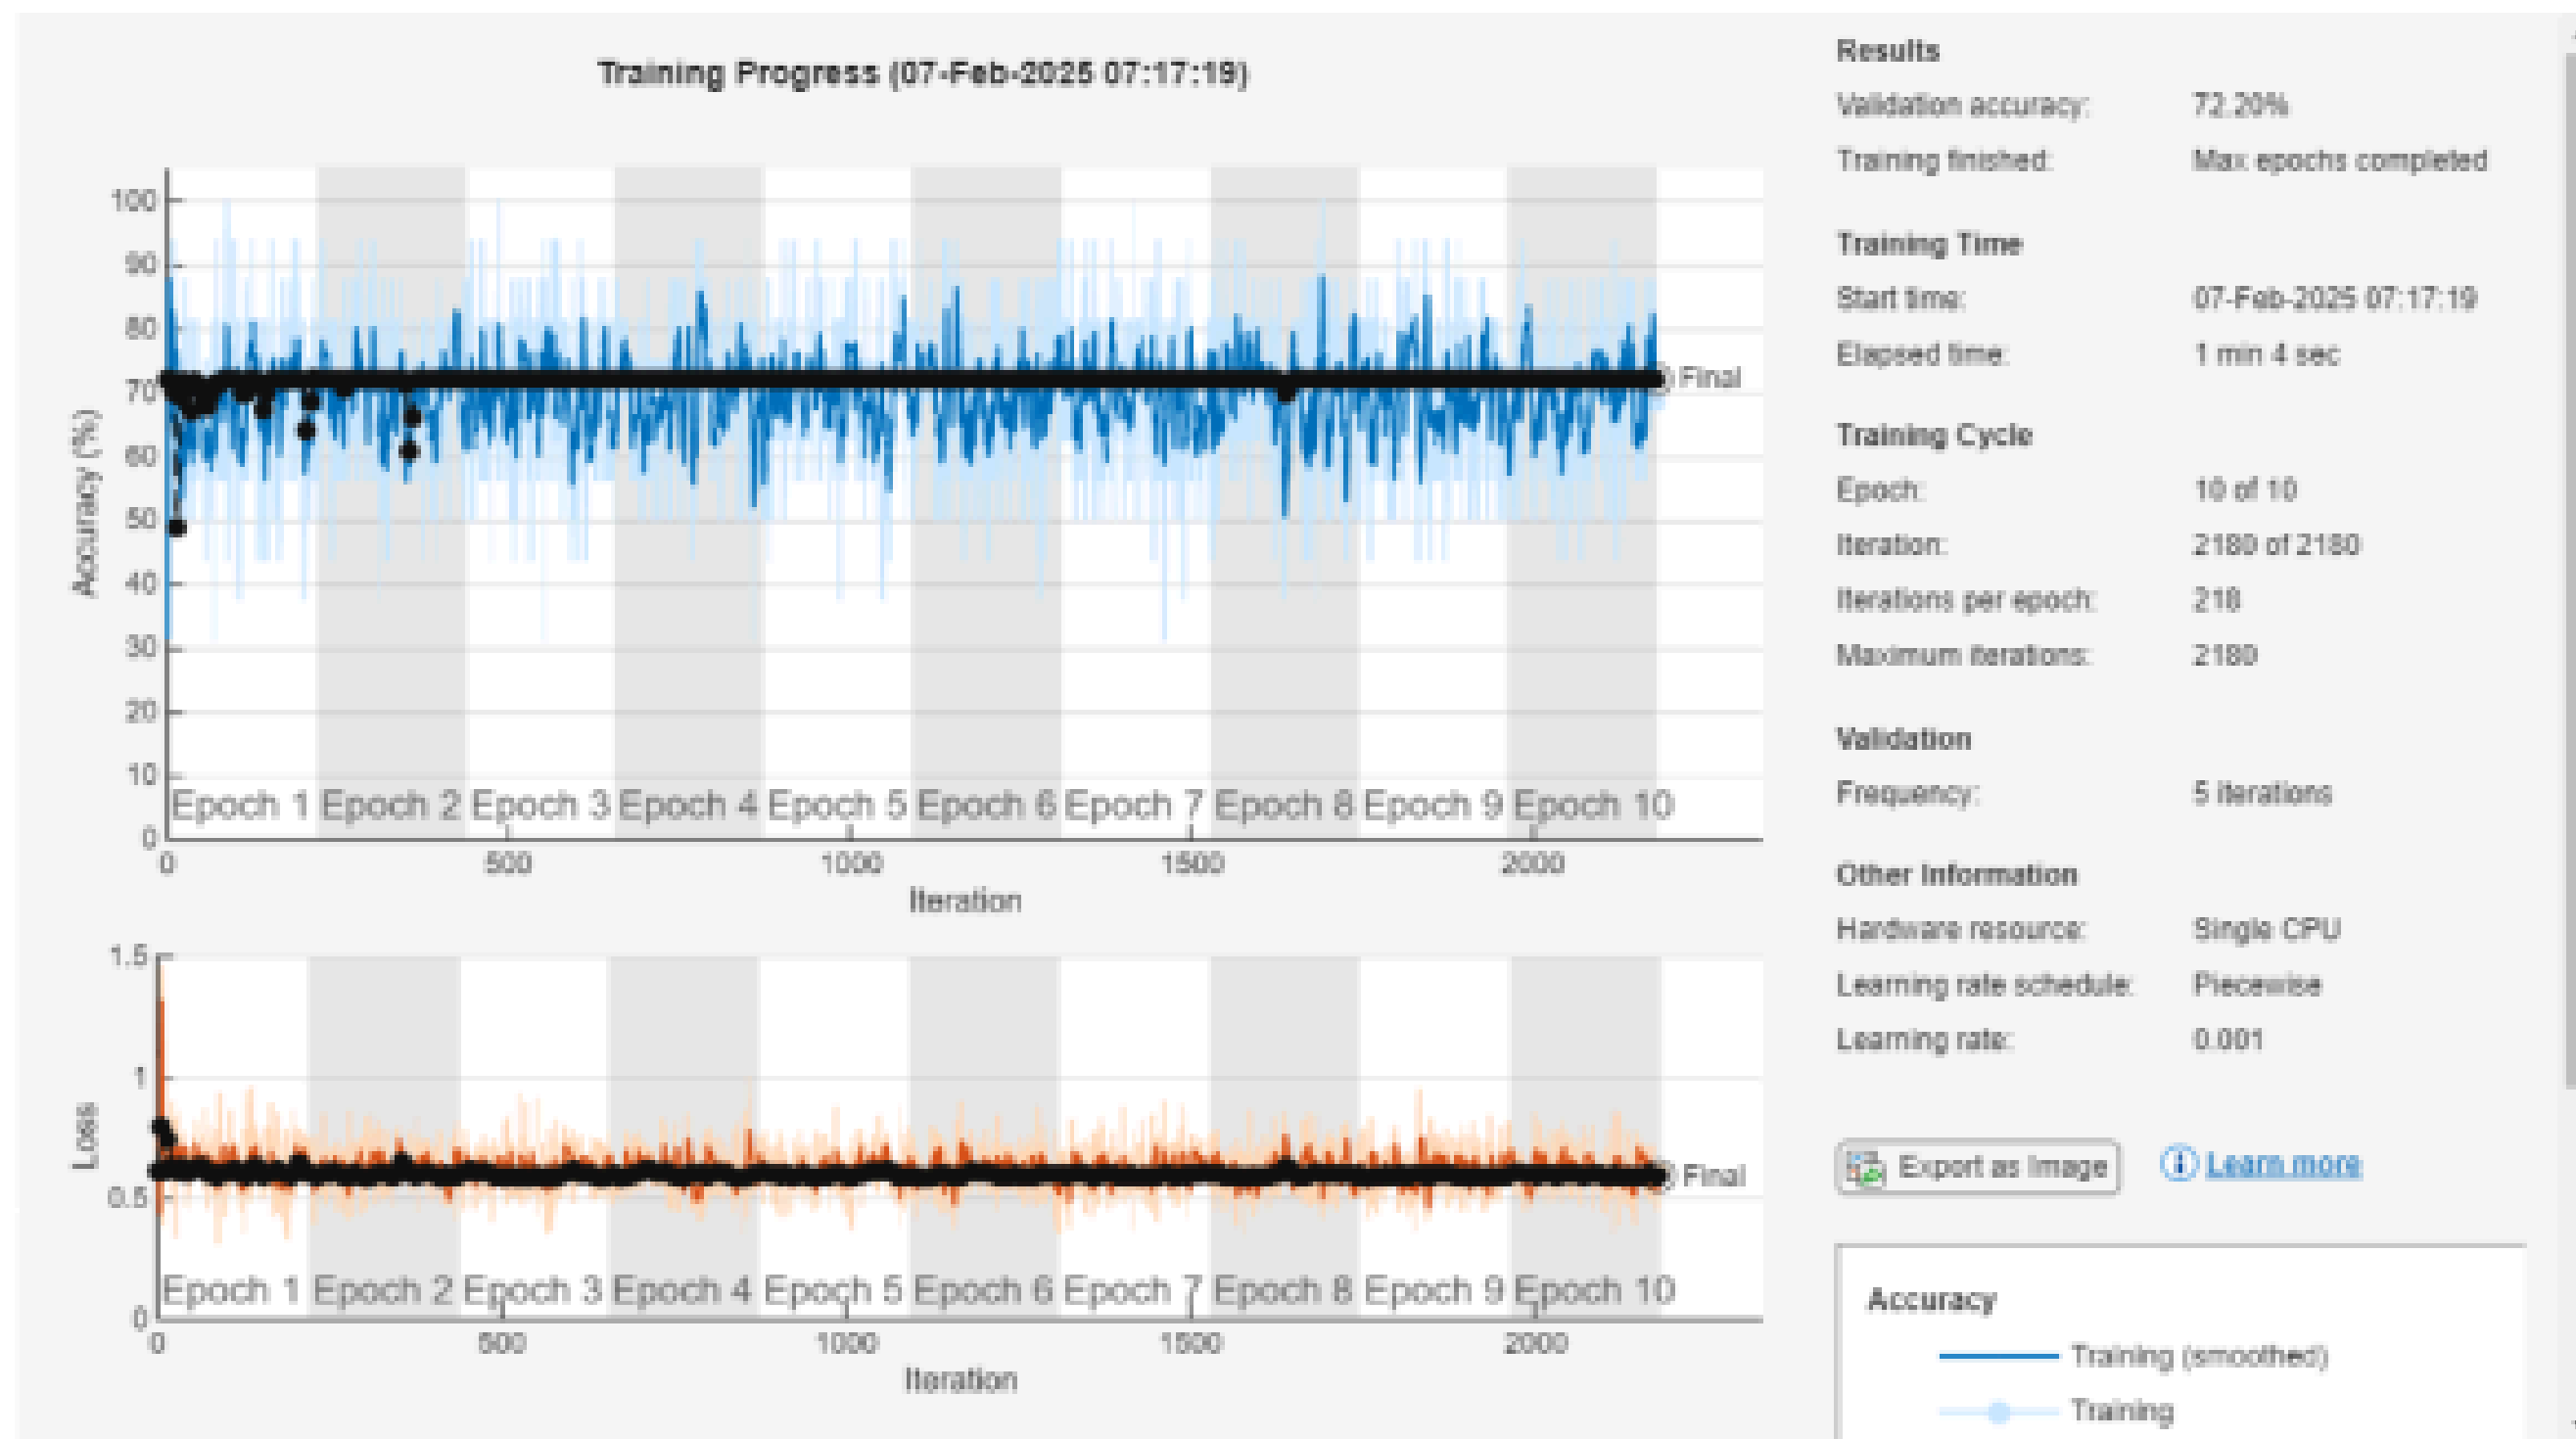 Training Progress (07-Feb-2025 07:17:19)
100
90
80
70
60
50
40
30
20
10
0
Accuracy (%)
Final
Epoch 1 Epoch 2 Epoch 3 Epoch 4 Epoch 5 Epoch 6 Epoch 7 Epoch 8 Epoch 9 Epoch 10
0 500 1000 1500 2000
Iteration
1.5
1
0.5
0
Loss
Final
Epoch 1 Epoch 2 Epoch 3 Epoch 4 Epoch 5 Epoch 6 Epoch 7 Epoch 8 Epoch 9 Epoch 10
0 500 1000 1500 2000
Iteration
Results
Validation accuracy: 72.20%
Training finished: Max epochs completed
Training Time
Start time: 07-Feb-2025 07:17:19
Elapsed time: 1 min 4 sec
Training Cycle
Epoch: 10 of 10
Iteration: 2180 of 2180
Iterations per epoch: 218
Maximum iterations: 2180
Validation
Frequency: 5 iterations
Other Information
Hardware resource: Single CPU
Learning rate schedule: Piecewise
Learning rate: 0.001
Export as Image
Learn more
Accuracy
Training (smoothed)
Training